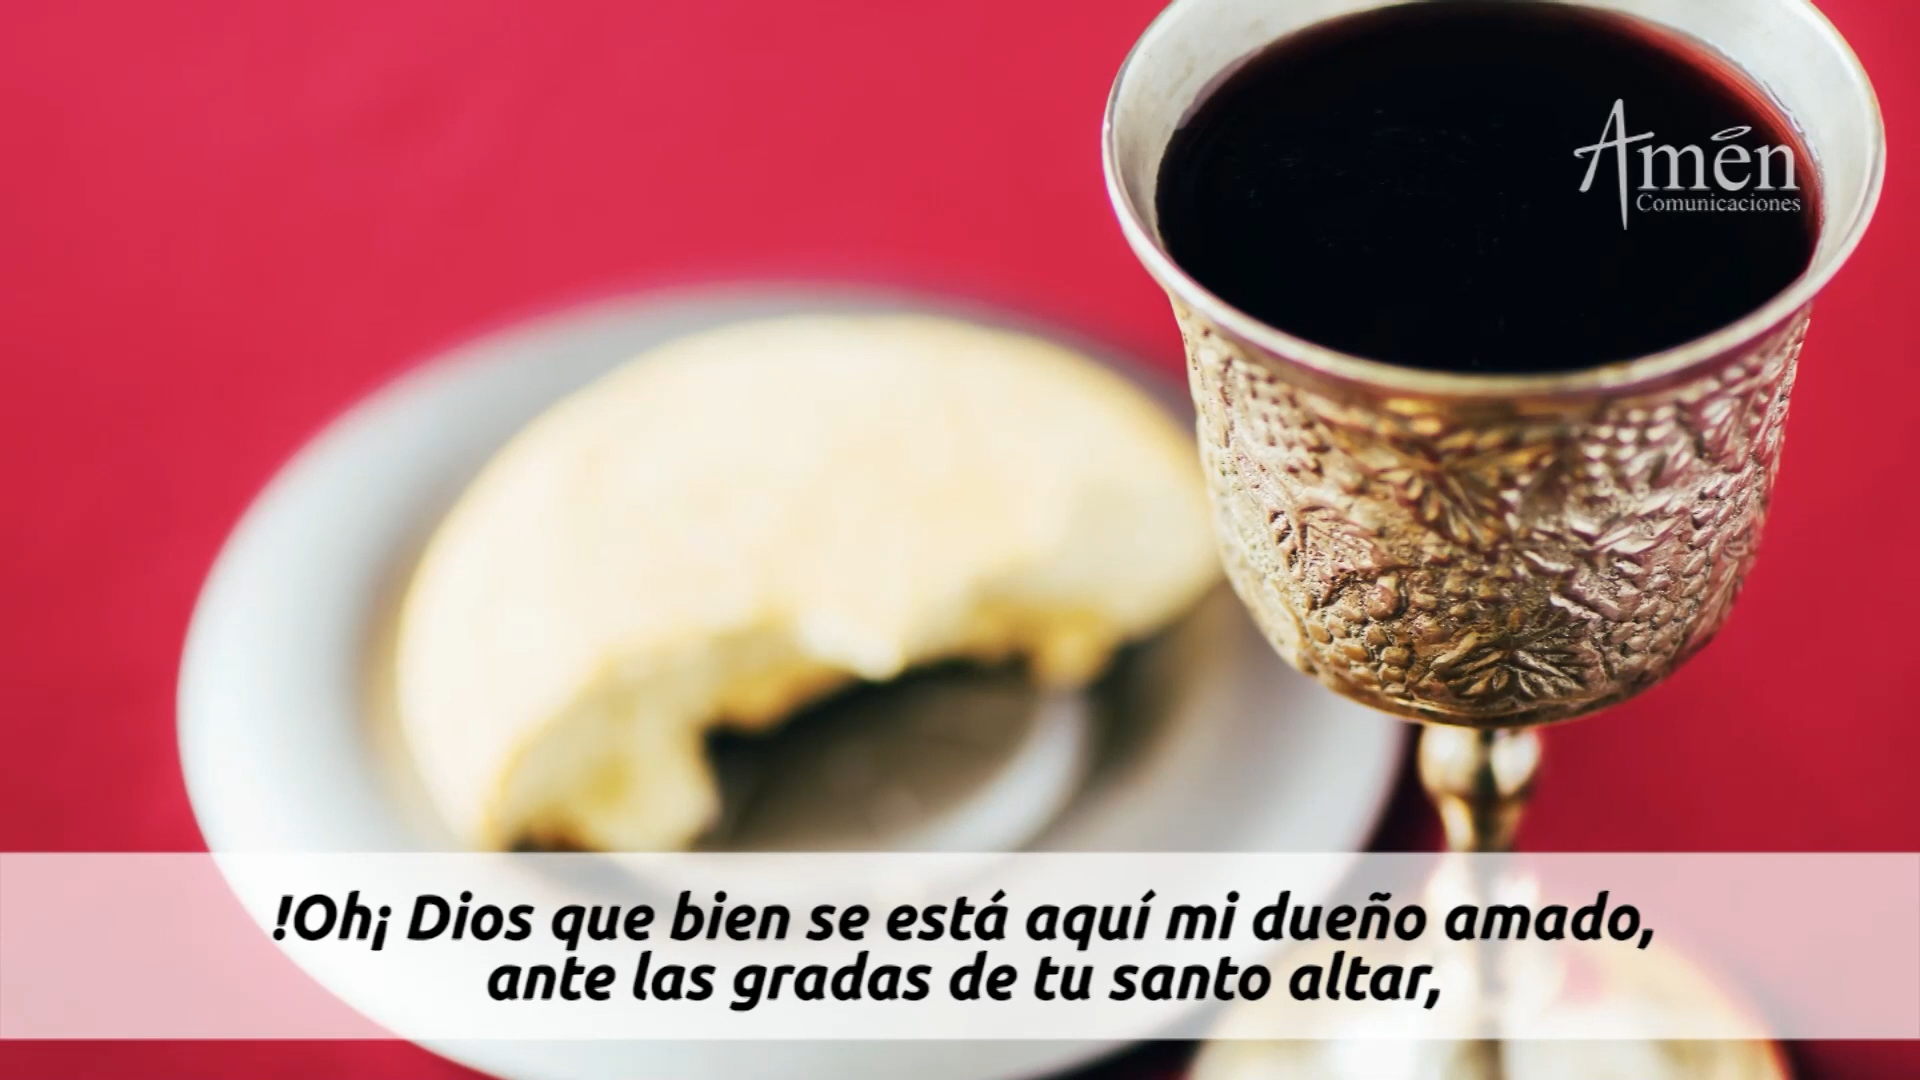 Amén
Comunicaciones
!Oh¡ Dios que bien se está aquí mi dueño amado,
ante las gradas de tu santo altar,